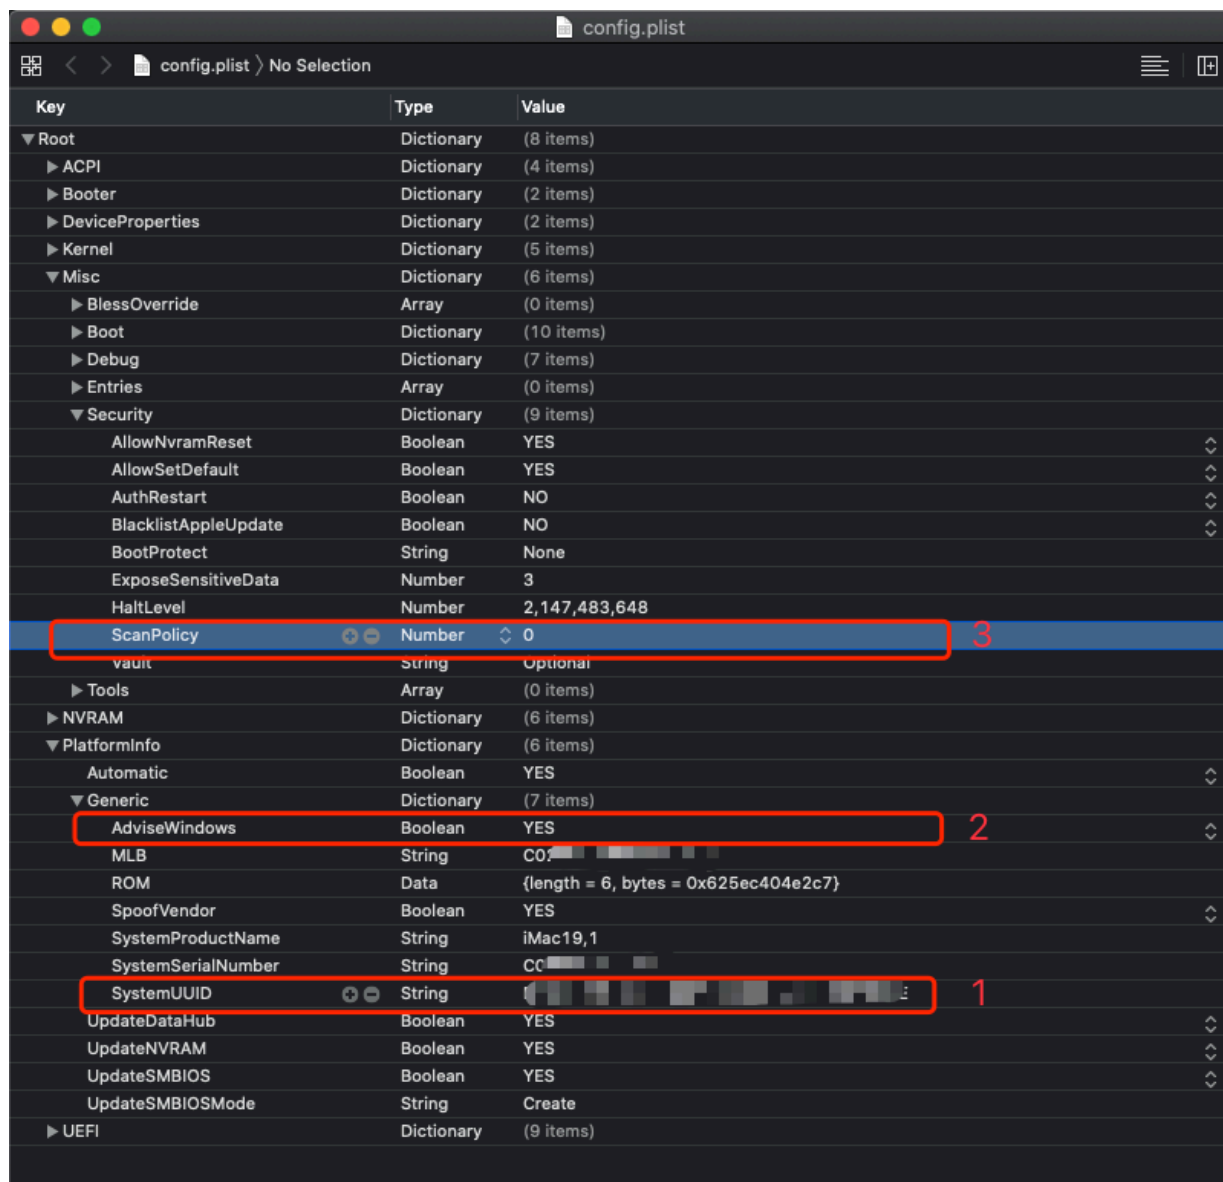 config.plist
config.plist 〉 No Selection
Key Type Value
Root Dictionary (8 items)
ACPI Dictionary (4 items)
Booter Dictionary (2 items)
DeviceProperties Dictionary (2 items)
Kernel Dictionary (5 items)
Misc Dictionary (6 items)
BlessOverride Array (0 items)
Boot Dictionary (10 items)
Debug Dictionary (7 items)
Entries Array (0 items)
Security Dictionary (9 items)
AllowNvramReset Boolean YES
AllowSetDefault Boolean YES
AuthRestart Boolean NO
BlacklistAppleUpdate Boolean NO
BootProtect String None
ExposeSensitiveData Number 3
HaltLevel Number 2,147,483,648
ScanPolicy Number 0 3
Vault String Optional
Tools Array (0 items)
NVRAM Dictionary (6 items)
PlatformInfo Dictionary (6 items)
Automatic Boolean YES
Generic Dictionary (7 items)
AdviseWindows Boolean YES 2
MLB String
ROM Data {length = 6, bytes = 0x625ec404e2c7}
SpoofVendor Boolean YES
SystemProductName String iMac19,1
SystemSerialNumber String
SystemUUID String 1
UpdateDataHub Boolean YES
UpdateNVRAM Boolean YES
UpdateSMBIOS Boolean YES
UpdateSMBIOSMode String Create
UEFI Dictionary (9 items)